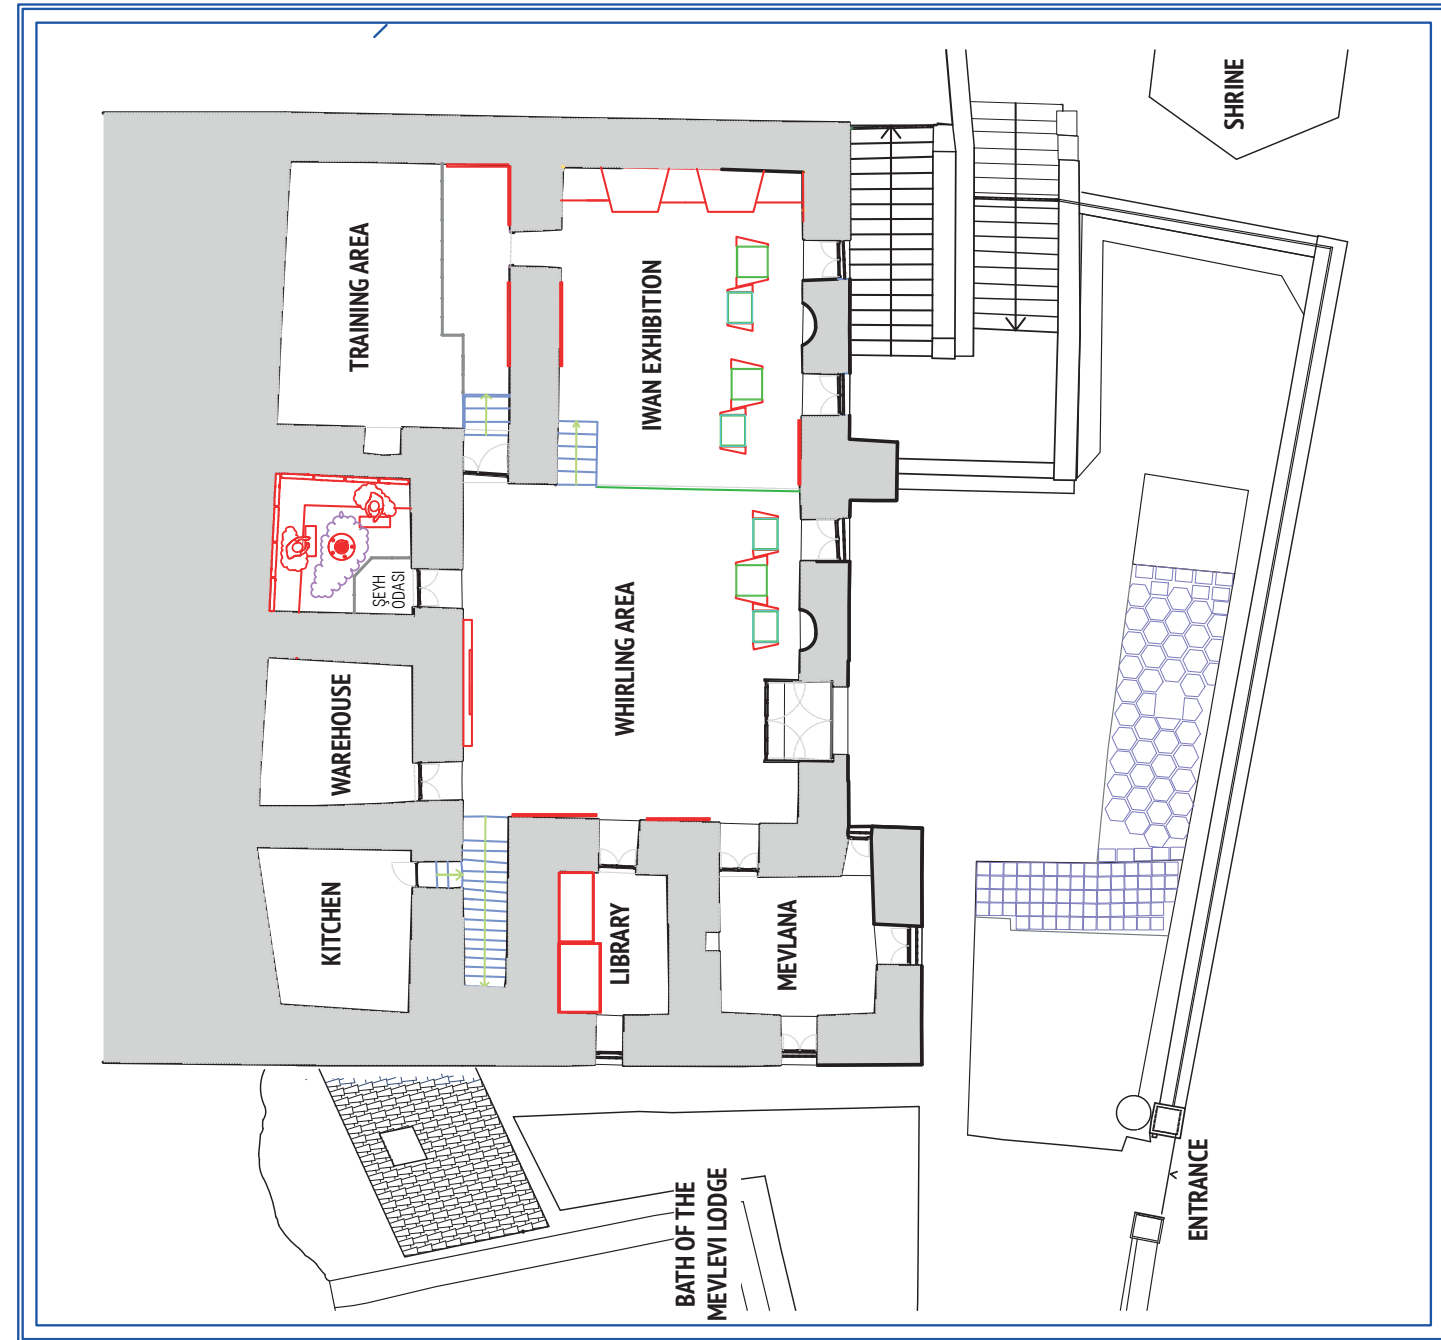 SHRINE
TRAINING AREA
IWAN EXHIBITION
ŞEYH
ODASI
WHIRLING AREA
WAREHOUSE
KITCHEN
LIBRARY
MEVLANA
ENTRANCE
BATH OF THE
MEVLEVI LODGE